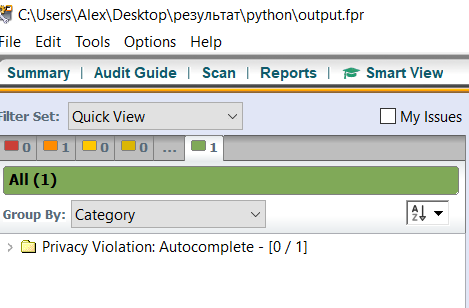 C:\Users\Alex\Desktop\результат\python\output.fpr
File Edit Tools Options Help
Summary | Audit Guide | Scan | Reports | Smart View
Filter Set: Quick View My Issues
0 1 0 0 ... 1
All (1)
Group By: Category
Privacy Violation: Autocomplete - [0 / 1]